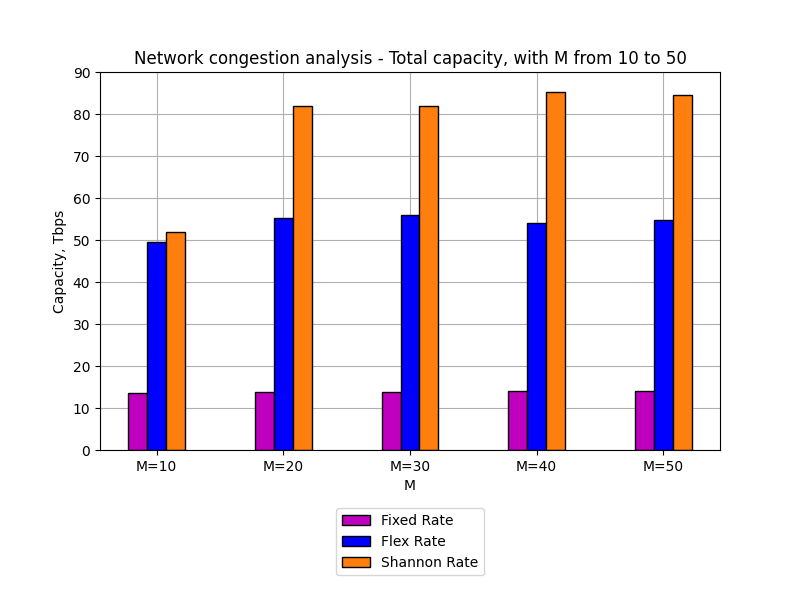 Network congestion analysis - Total capacity, with M from 10 to 50
90
80
70
60
50
40
30
20
10
0
Capacity, Tbps
M=10 M=20 M=30 M=40 M=50
M
Fixed Rate
Flex Rate
Shannon Rate